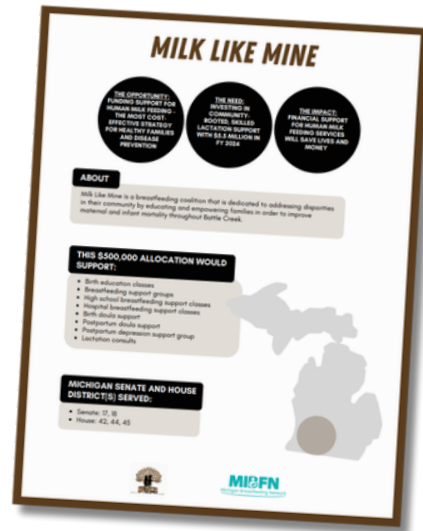 MILK LIKE MINE
THE OPPORTUNITY:
FUNDING SUPPORT FOR
HUMAN MILK FEEDING -
THE MOST COST-
EFFECTIVE STRATEGY
FOR HEALTHY FAMILIES
AND DISEASE
PREVENTION
THE NEED:
INVESTING IN
COMMUNITY-
ROOTED, SKILLED
LACTATION SUPPORT
WITH $3.5 MILLION IN
FY 2024
THE IMPACT:
FINANCIAL SUPPORT
FOR HUMAN MILK
FEEDING SERVICES
WILL SAVE LIVES AND
MONEY
ABOUT
Milk Like Mine is a breastfeeding coalition that is dedicated to addressing disparities
in their community by educating and empowering families in order to improve
maternal and infant mortality throughout Battle Creek.
THIS $500,000 ALLOCATION WOULD
SUPPORT:
• Birth education classes
• Breastfeeding support groups
• High school breastfeeding support classes
• Hospital breastfeeding support classes
• Birth doula support
• Postpartum doula support
• Postpartum depression support group
• Lactation consults
MICHIGAN SENATE AND HOUSE
DISTRICT(S) SERVED:
• Senate: 17, 18
• House: 42, 44, 45
MIBFN
Michigan Breastfeeding Network